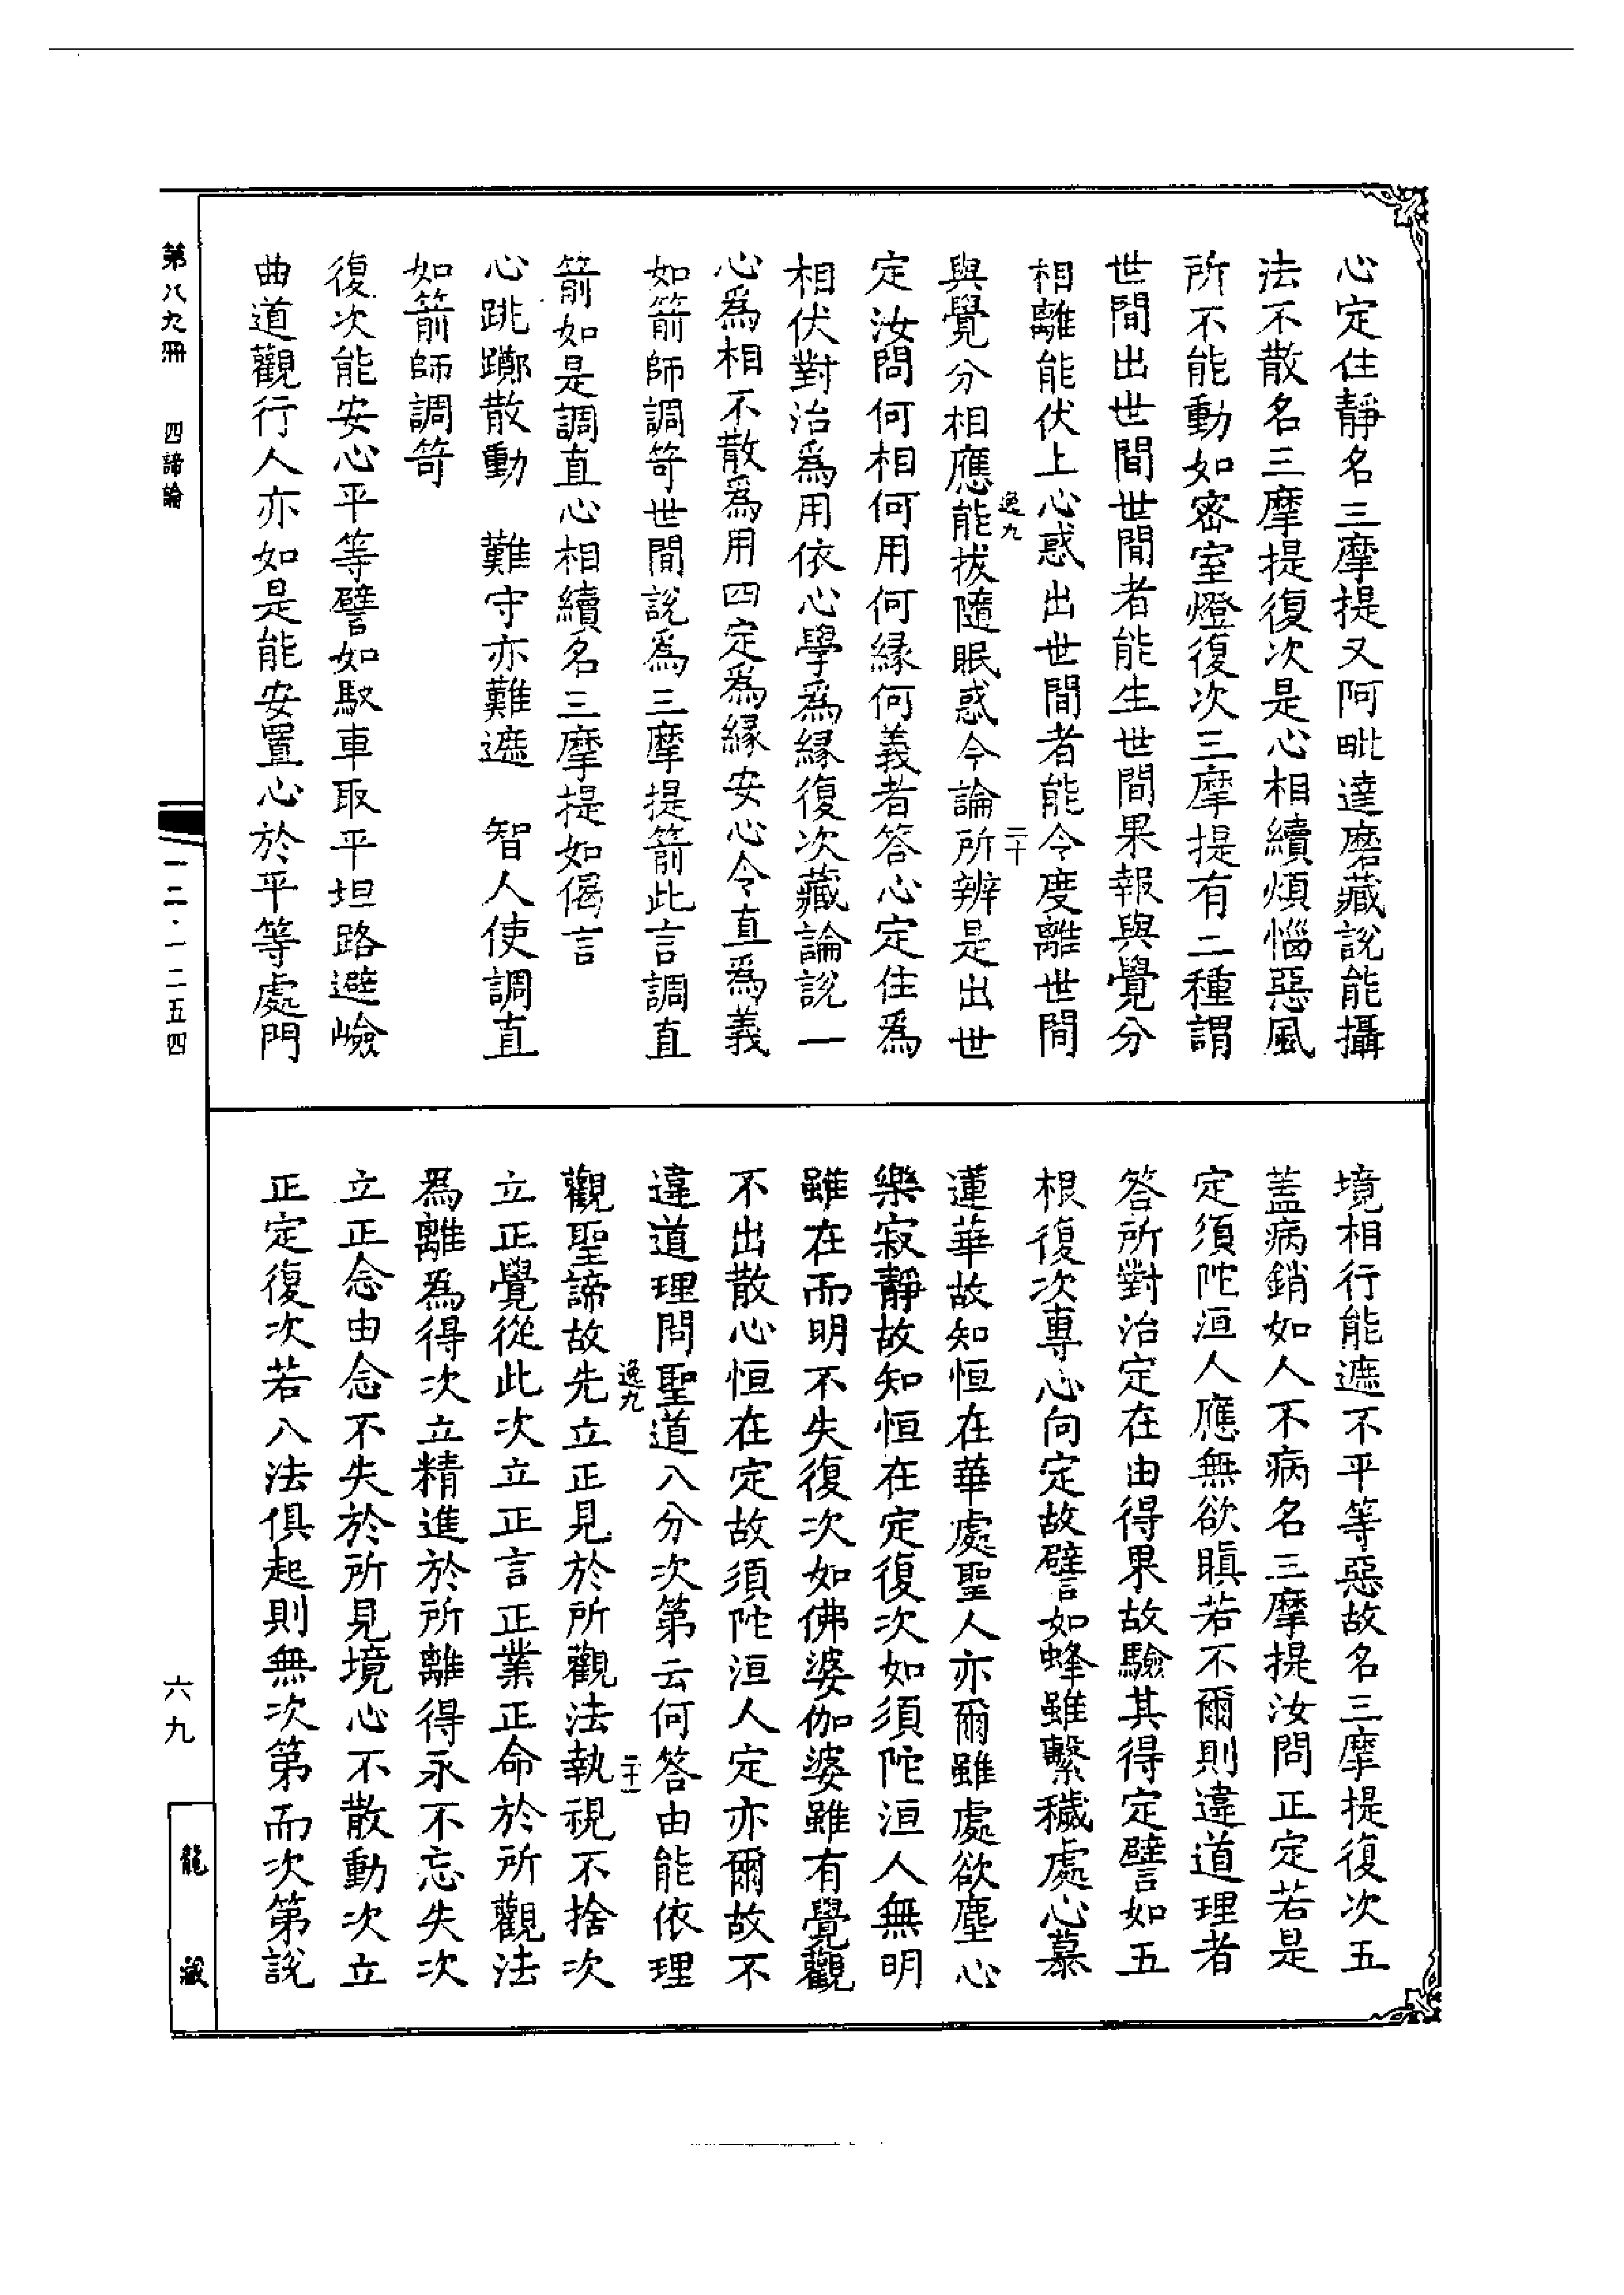 心定住靜名三摩提又阿毗達磨藏說能攝
法不散名三摩提復次是心相續煩惱惡風
所不能動如密室燈復次三摩提有二種謂
世間出世間世間者能生世間果報與覺分
相離能伏上心惑出世間者能令度離世間
逸九
二十
與覺分相應能拔隨眠惑今論所辨是出世
定汝問何相何用何緣何義者答心定住爲
相伏對治爲用依心學爲緣復次藏論說一
心爲相不散爲用四定爲緣安心令直爲義
如箭師調笴世間說爲三摩提箭此言調直
箭如是調直心相續名三摩提如偈言
心跳躑散動　難守亦難遮　智人使調直
如箭師調笴
復次能安心平等譬如馭車取平坦路避嶮
曲道觀行人亦如是能安置心於平等處門
境相行能遮不平等惡故名三摩提復次五
蓋病銷如人不病名三摩提汝問正定若是
定須陀洹人應無欲瞋若不爾則違道理者
答所對治定在由得果故驗其得定譬如五
根復次專心向定故譬如蜂雖繫穢處心慕
蓮華故知恒在華處聖人亦爾雖處欲塵心
樂寂靜故知恒在定復次如須陀洹人無明
雖在而明不失復次如佛婆伽婆雖有覺觀
不出散心恒在定故須陀洹人定亦爾故不
違道理問聖道八分次第云何答由能依理
逸九
二十一
觀聖諦故先立正見於所觀法執視不捨次
立正覺從此次立正言正業正命於所觀法
爲離爲得次立精進於所離得永不忘失次
立正念由念不失於所見境心不散動次立
正定復次若八法俱起則無次第而次第說
第八九冊
四諦論
一二·一二五四
六九
龍藏